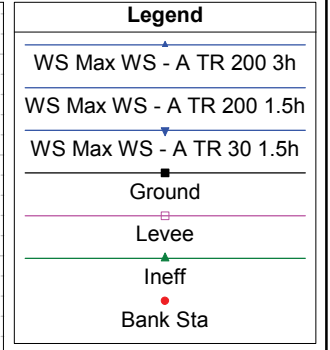 Legend
WS Max WS - A TR 200 3h
WS Max WS - A TR 200 1.5h
WS Max WS - A TR 30 1.5h
Ground
Levee
Ineff
Bank Sta